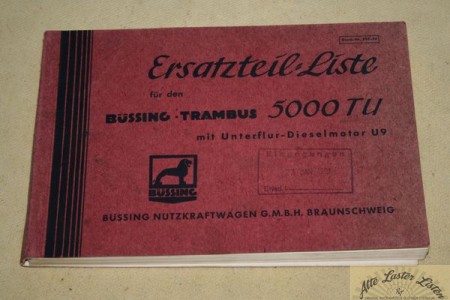 Ersatzteil-Liste
für den
BÜSSING-TRAMBUS 5000 TU
mit Unterflur-Dieselmotor U9
Eingegangen
BÜSSING
BÜSSING NUTZKRAFTWAGEN G.M.B.H. BRAUNSCHWEIG
Alte Laster Listen
&